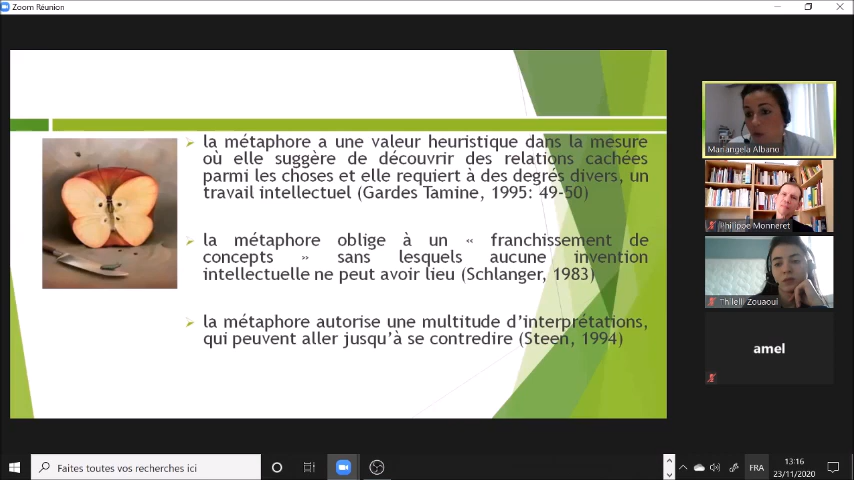 Zoom Réunion
la métaphore a une valeur heuristique dans la mesure
où elle suggère de découvrir des relations cachées
parmi les choses et elle requiert à des degrés divers, un
travail intellectuel (Gardes Tamine, 1995: 49-50)
la métaphore oblige à un « franchissement de
concepts » sans lesquels aucune invention
intellectuelle ne peut avoir lieu (Schlanger, 1983)
la métaphore autorise une multitude d'interprétations,
qui peuvent aller jusqu'à se contredire (Steen, 1994)
Mariangela Albano
Philippe Monneret
Thilelli Zouaoui
amel
Faites toutes vos recherches ici
FRA
13:16
23/11/2020